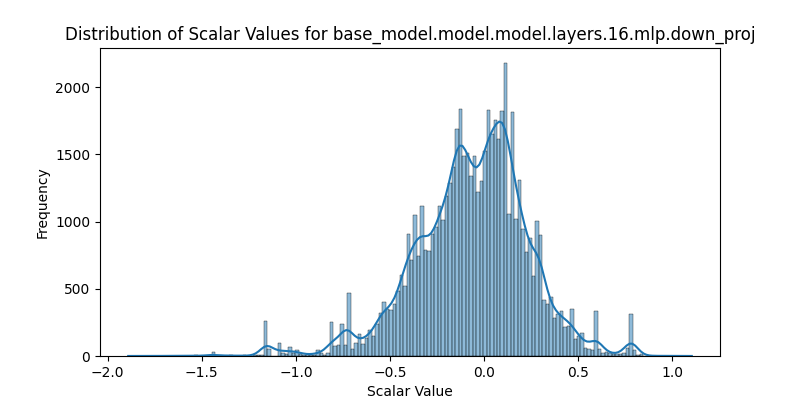 Distribution of Scalar Values for base_model.model.model.layers.16.mlp.down_proj
2000
1500
1000
500
0
Frequency
−2.0 −1.5 −1.0 −0.5 0.0 0.5 1.0
Scalar Value